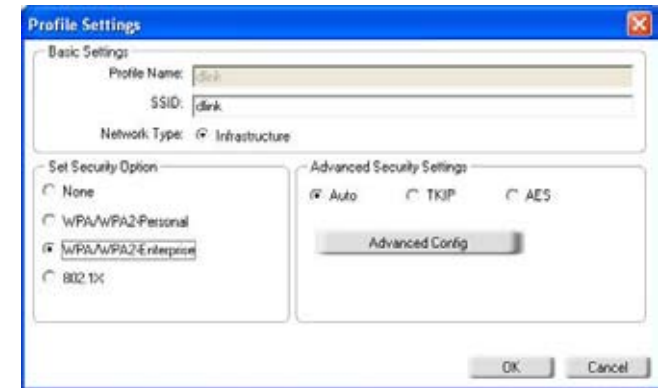 Profile Settings
Basic Settings
Profile Name: dlink
SSID: dlink
Network Type: Infrastructure
Set Security Option
None
WPA/WPA2-Personal
WPA/WPA2-Enterprise
802.1X
Advanced Security Settings
Auto TKIP AES
Advanced Config
OK Cancel